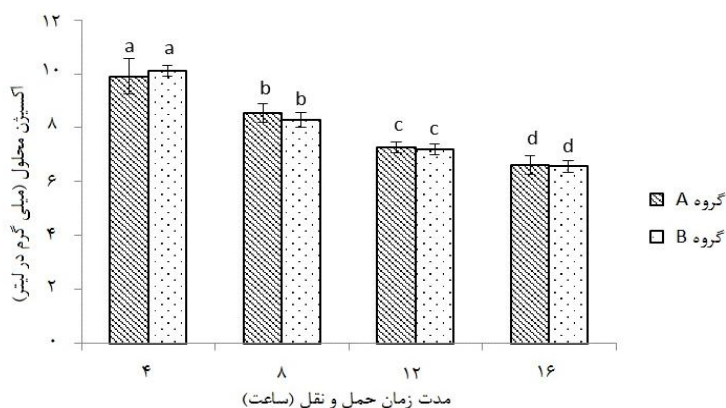 ۱۲
۱۰
۸
۶
۴
۲
۰
اکسیژن محلول (میلی گرم در لیتر)
a a
b b
c c
d d
گروه A
گروه B
۴ ۸ ۱۲ ۱۶
مدت زمان حمل و نقل (ساعت)